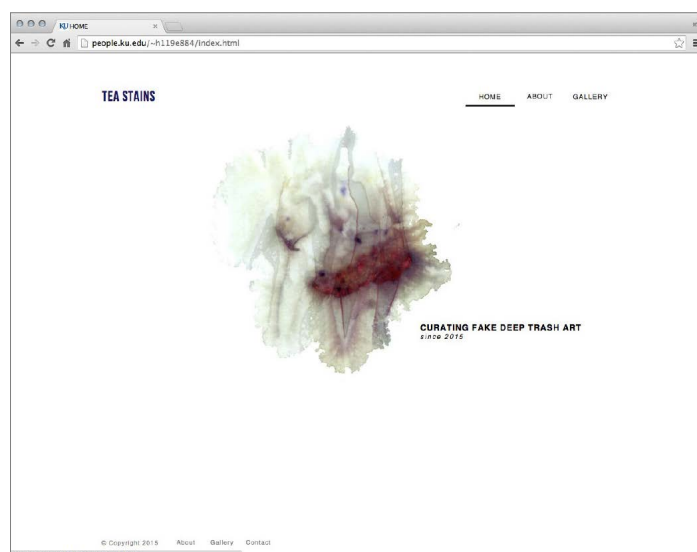 KU HOME
people.ku.edu/~h119e884/index.html
TEA STAINS
HOME ABOUT GALLERY
CURATING FAKE DEEP TRASH ART
since 2015
© Copyright 2015 About Gallery Contact